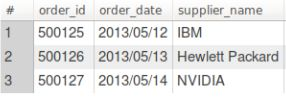 # order_id order_date supplier_name
1 500125 2013/05/12 IBM
2 500126 2013/05/13 Hewlett Packard
3 500127 2013/05/14 NVIDIA